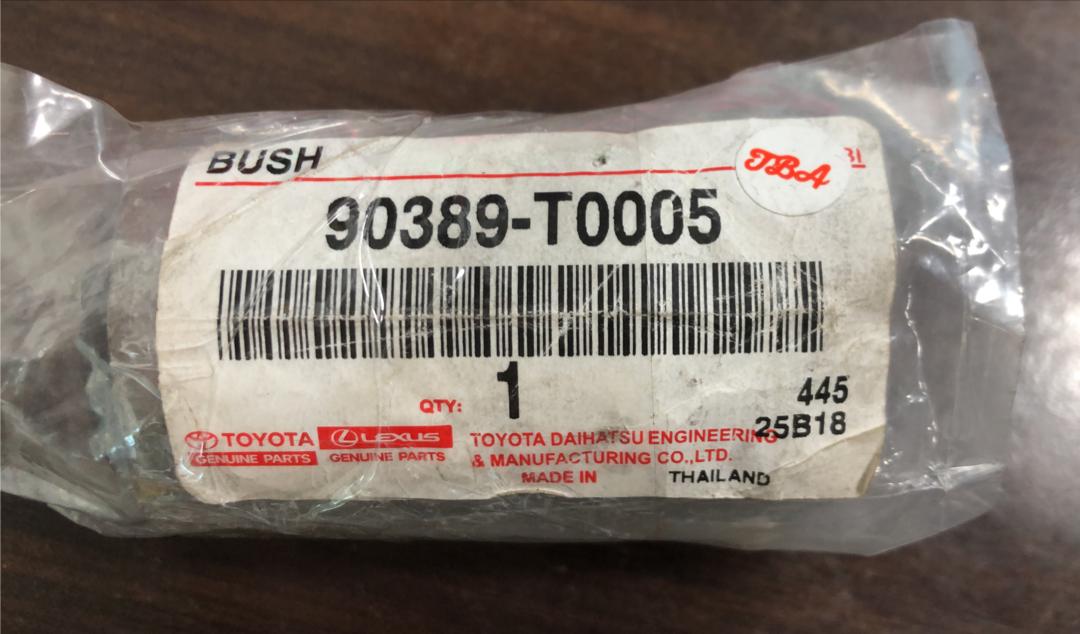 BUSH
TBA
31
90389-T0005
QTY: 1
445
25B18
TOYOTA
GENUINE PARTS
LEXUS
GENUINE PARTS
TOYOTA DAIHATSU ENGINEERING
& MANUFACTURING CO.,LTD.
MADE IN THAILAND